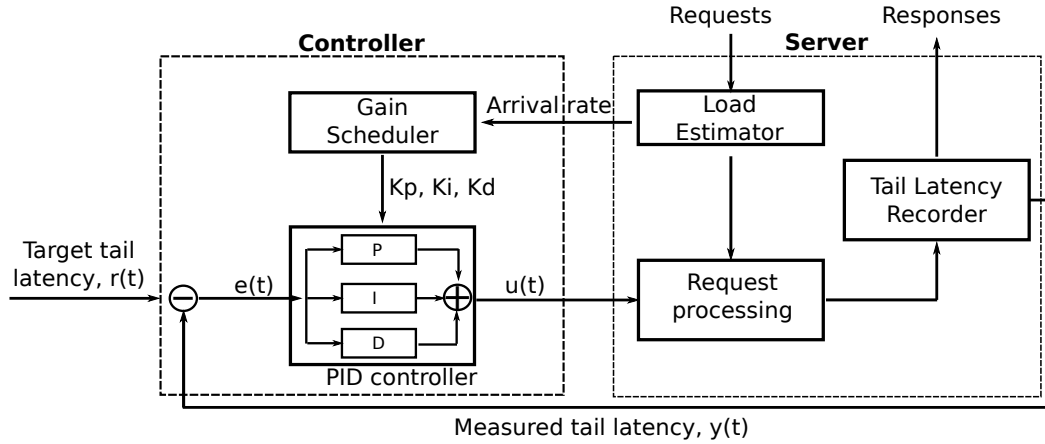 Requests
Responses
Controller
Server
Gain
Scheduler
Arrival rate
Load
Estimator
Kp, Ki, Kd
Tail Latency
Recorder
Target tail
latency, r(t)
e(t)
P
I
D
u(t)
Request
processing
PID controller
Measured tail latency, y(t)